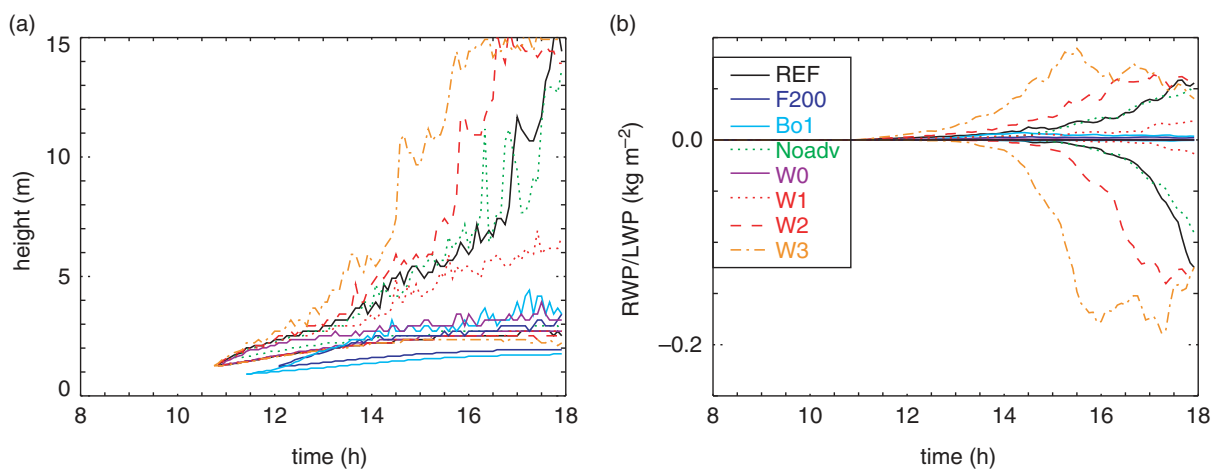 (a)
15
10
5
0
height (m)
8
10
12
14
16
18
time (h)
(b)
0.0
−0.2
RWP/LWP (kg m−2)
REF
F200
Bo1
Noadv
W0
W1
W2
W3
8
10
12
14
16
18
time (h)